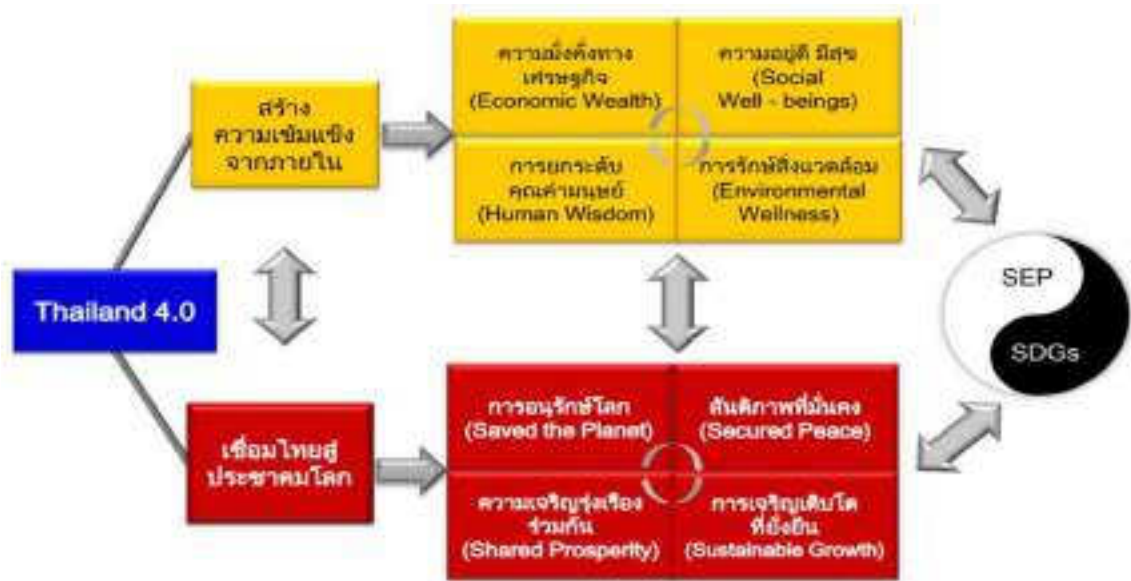 ความมั่งคั่งทาง
เศรษฐกิจ
(Economic Wealth)
ความอยู่ดี มีสุข
(Social
Well - beings)
สร้าง
ความเข้มแข็ง
จากภายใน
การยกระดับ
คุณค่ามนุษย์
(Human Wisdom)
การรักษ์สิ่งแวดล้อม
(Environmental
Wellness)
Thailand 4.0
SEP
SDGs
เชื่อมไทยสู่
ประชาคมโลก
การอนุรักษ์โลก
(Saved the Planet)
สันติภาพที่มั่นคง
(Secured Peace)
ความเจริญรุ่งเรือง
ร่วมกัน
(Shared Prosperity)
การเจริญเติบโต
ที่ยั่งยืน
(Sustainable Growth)